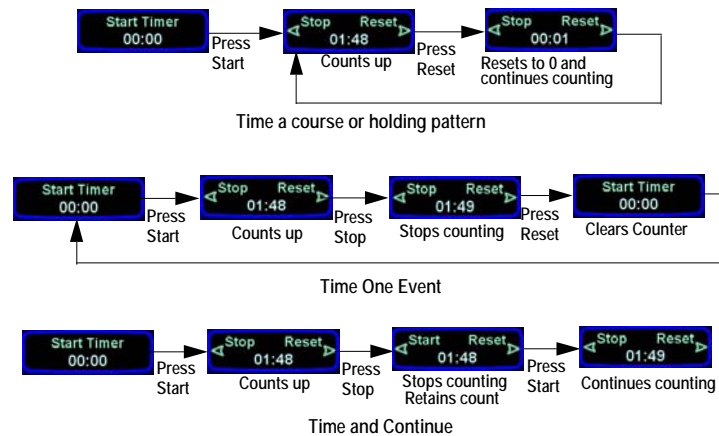 Start Timer
00:00
Press
Start
Stop Reset
01:48
Counts up
Press
Reset
Stop Reset
00:01
Resets to 0 and
continues counting
Time a course or holding pattern
Start Timer
00:00
Press
Start
Stop Reset
01:48
Counts up
Press
Stop
Stop Reset
01:49
Stops counting
Press
Reset
Start Timer
00:00
Clears Counter
Time One Event
Start Timer
00:00
Press
Start
Stop Reset
01:48
Counts up
Press
Stop
Start Reset
01:48
Stops counting
Retains count
Press
Start
Stop Reset
01:49
Continues counting
Time and Continue